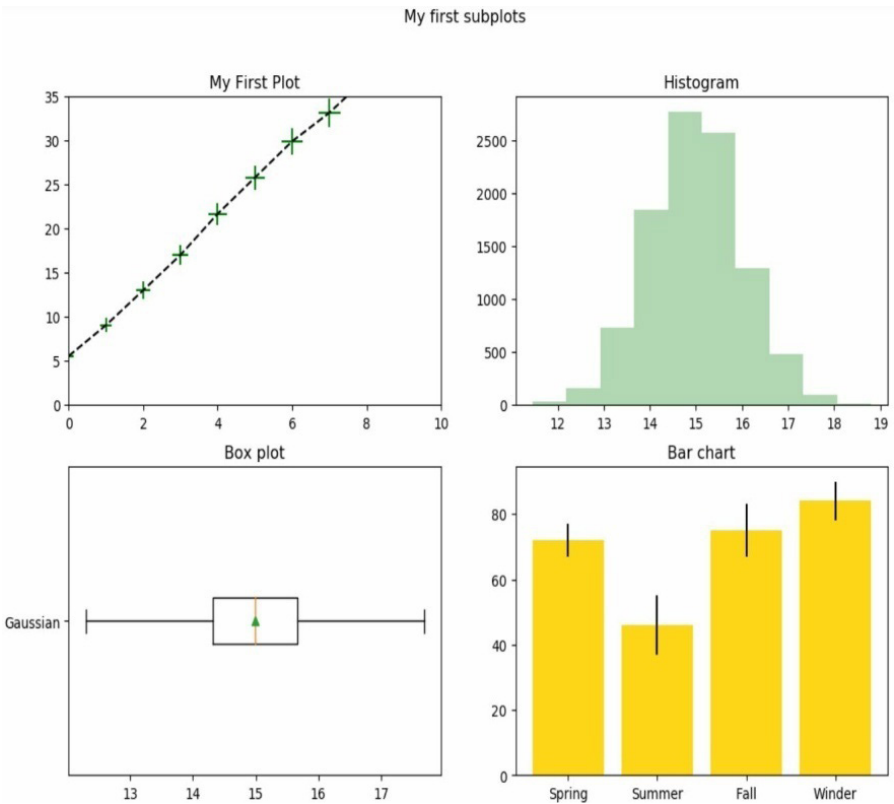 My first subplots
My First Plot
35
30
25
20
15
10
5
0
0 2 4 6 8 10
Histogram
2500
2000
1500
1000
500
0
12 13 14 15 16 17 18 19
Box plot
Gaussian
13 14 15 16 17
Bar chart
80
60
40
20
0
Spring Summer Fall Winder